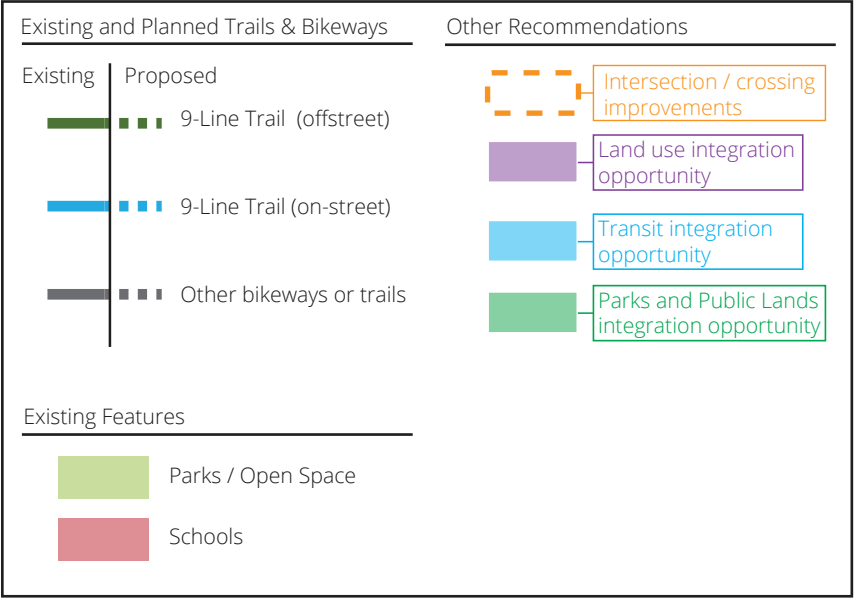 Existing and Planned Trails & Bikeways
Existing
Proposed
9-Line Trail (offstreet)
9-Line Trail (on-street)
Other bikeways or trails
Existing Features
Parks / Open Space
Schools
Other Recommendations
Intersection / crossing
improvements
Land use integration
opportunity
Transit integration
opportunity
Parks and Public Lands
integration opportunity